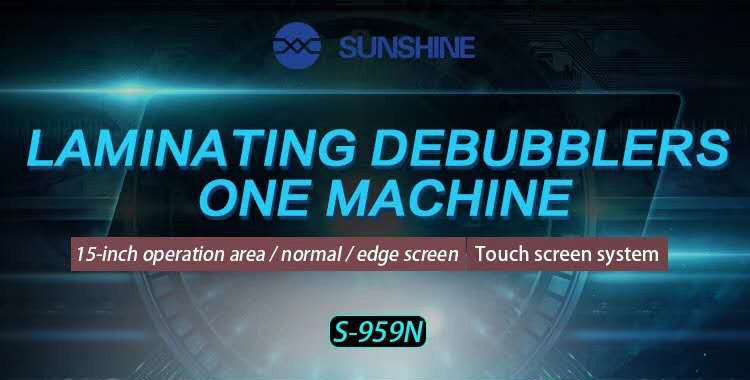 SUNSHINE
LAMINATING DEBUBBLERS
ONE MACHINE
15-inch operation area / normal / edge screen Touch screen system
S-959N